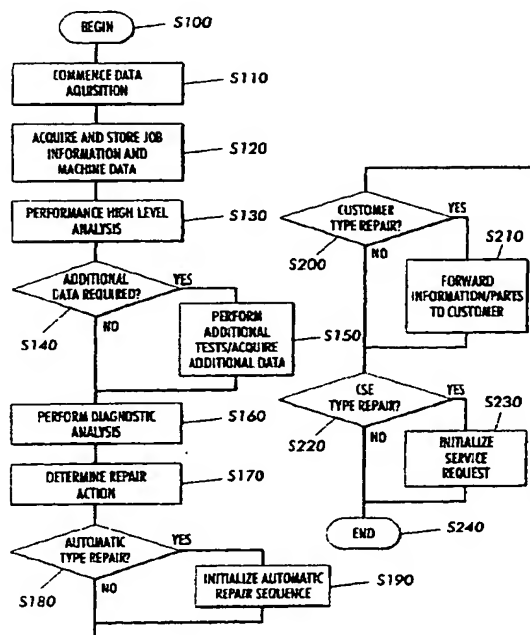 BEGIN
S100
COMMENCE DATA
AQUISITION
S110
ACQUIRE AND STORE JOB
INFORMATION AND
MACHINE DATA
S120
PERFORMANCE HIGH LEVEL
ANALYSIS
S130
ADDITIONAL
DATA REQUIRED?
YES
NO
S140
PERFORM
ADDITIONAL
TESTS/ACQUIRE
ADDITIONAL DATA
S150
PERFORM DIAGNOSTIC
ANALYSIS
S160
DETERMINE REPAIR
ACTION
S170
AUTOMATIC
TYPE REPAIR?
YES
NO
S180
INITIALIZE AUTOMATIC
REPAIR SEQUENCE
S190
CUSTOMER
TYPE REPAIR?
YES
NO
S200
FORWARD
INFORMATION/PARTS
TO CUSTOMER
S210
CSE
TYPE REPAIR?
YES
NO
S220
INITIALIZE
SERVICE
REQUEST
S230
END
S240